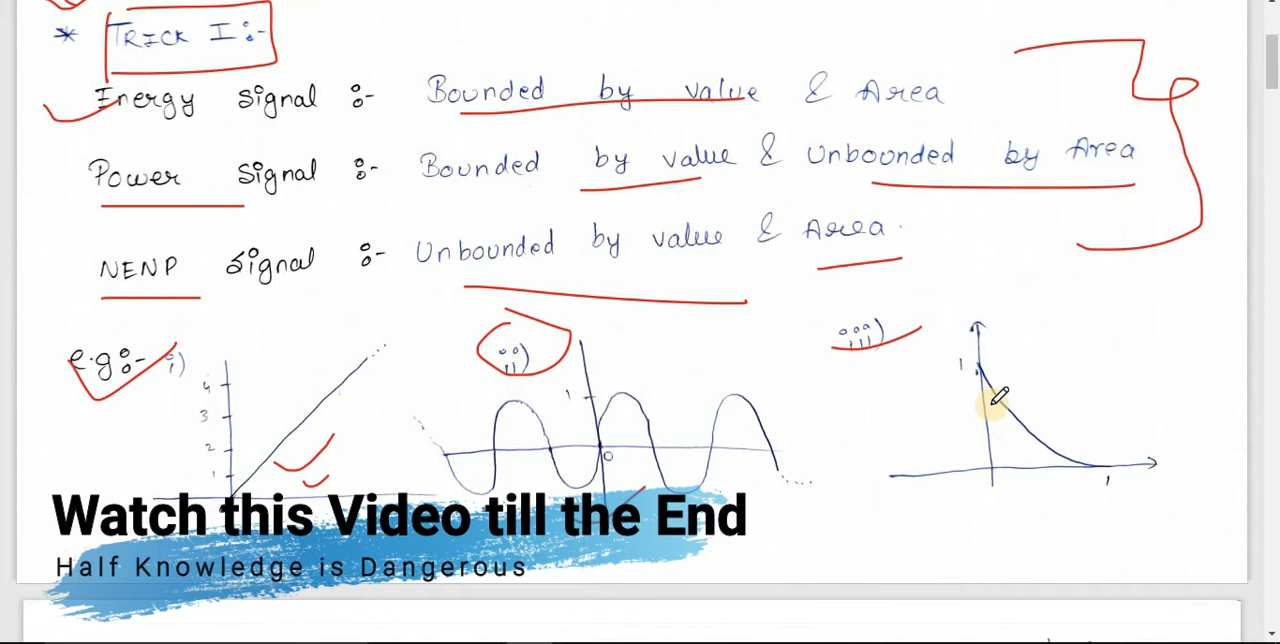 * TRICK I :-
Energy Signal :- Bounded by value & Area
Power Signal :- Bounded by value & Unbounded by Area
NENP Signal :- Unbounded by value & Area.
e.g :- i) ii) iii)
4
3
2
1
1
0
1
1
Watch this Video till the End
Half Knowledge is Dangerous